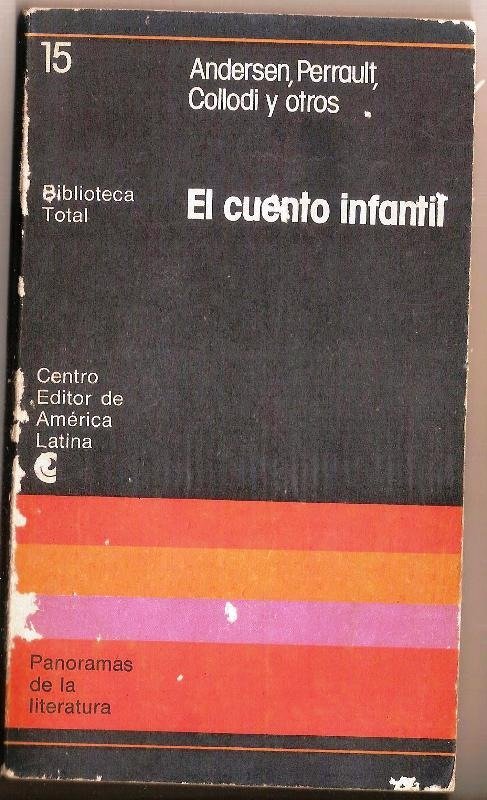 15
Andersen, Perrault,
Collodi y otros
Biblioteca
Total
El cuento infantil
Centro
Editor de
América
Latina
Panoramas
de la
literatura